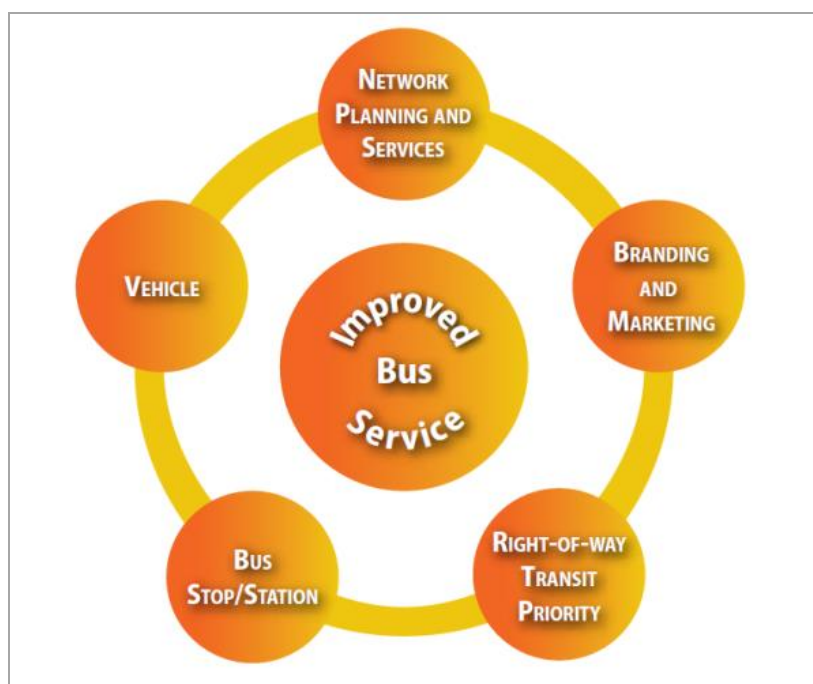 NETWORK
PLANNING AND
SERVICES
VEHICLE
BRANDING
AND
MARKETING
Improved
Bus
Service
BUS
STOP/STATION
RIGHT-OF-WAY
TRANSIT
PRIORITY